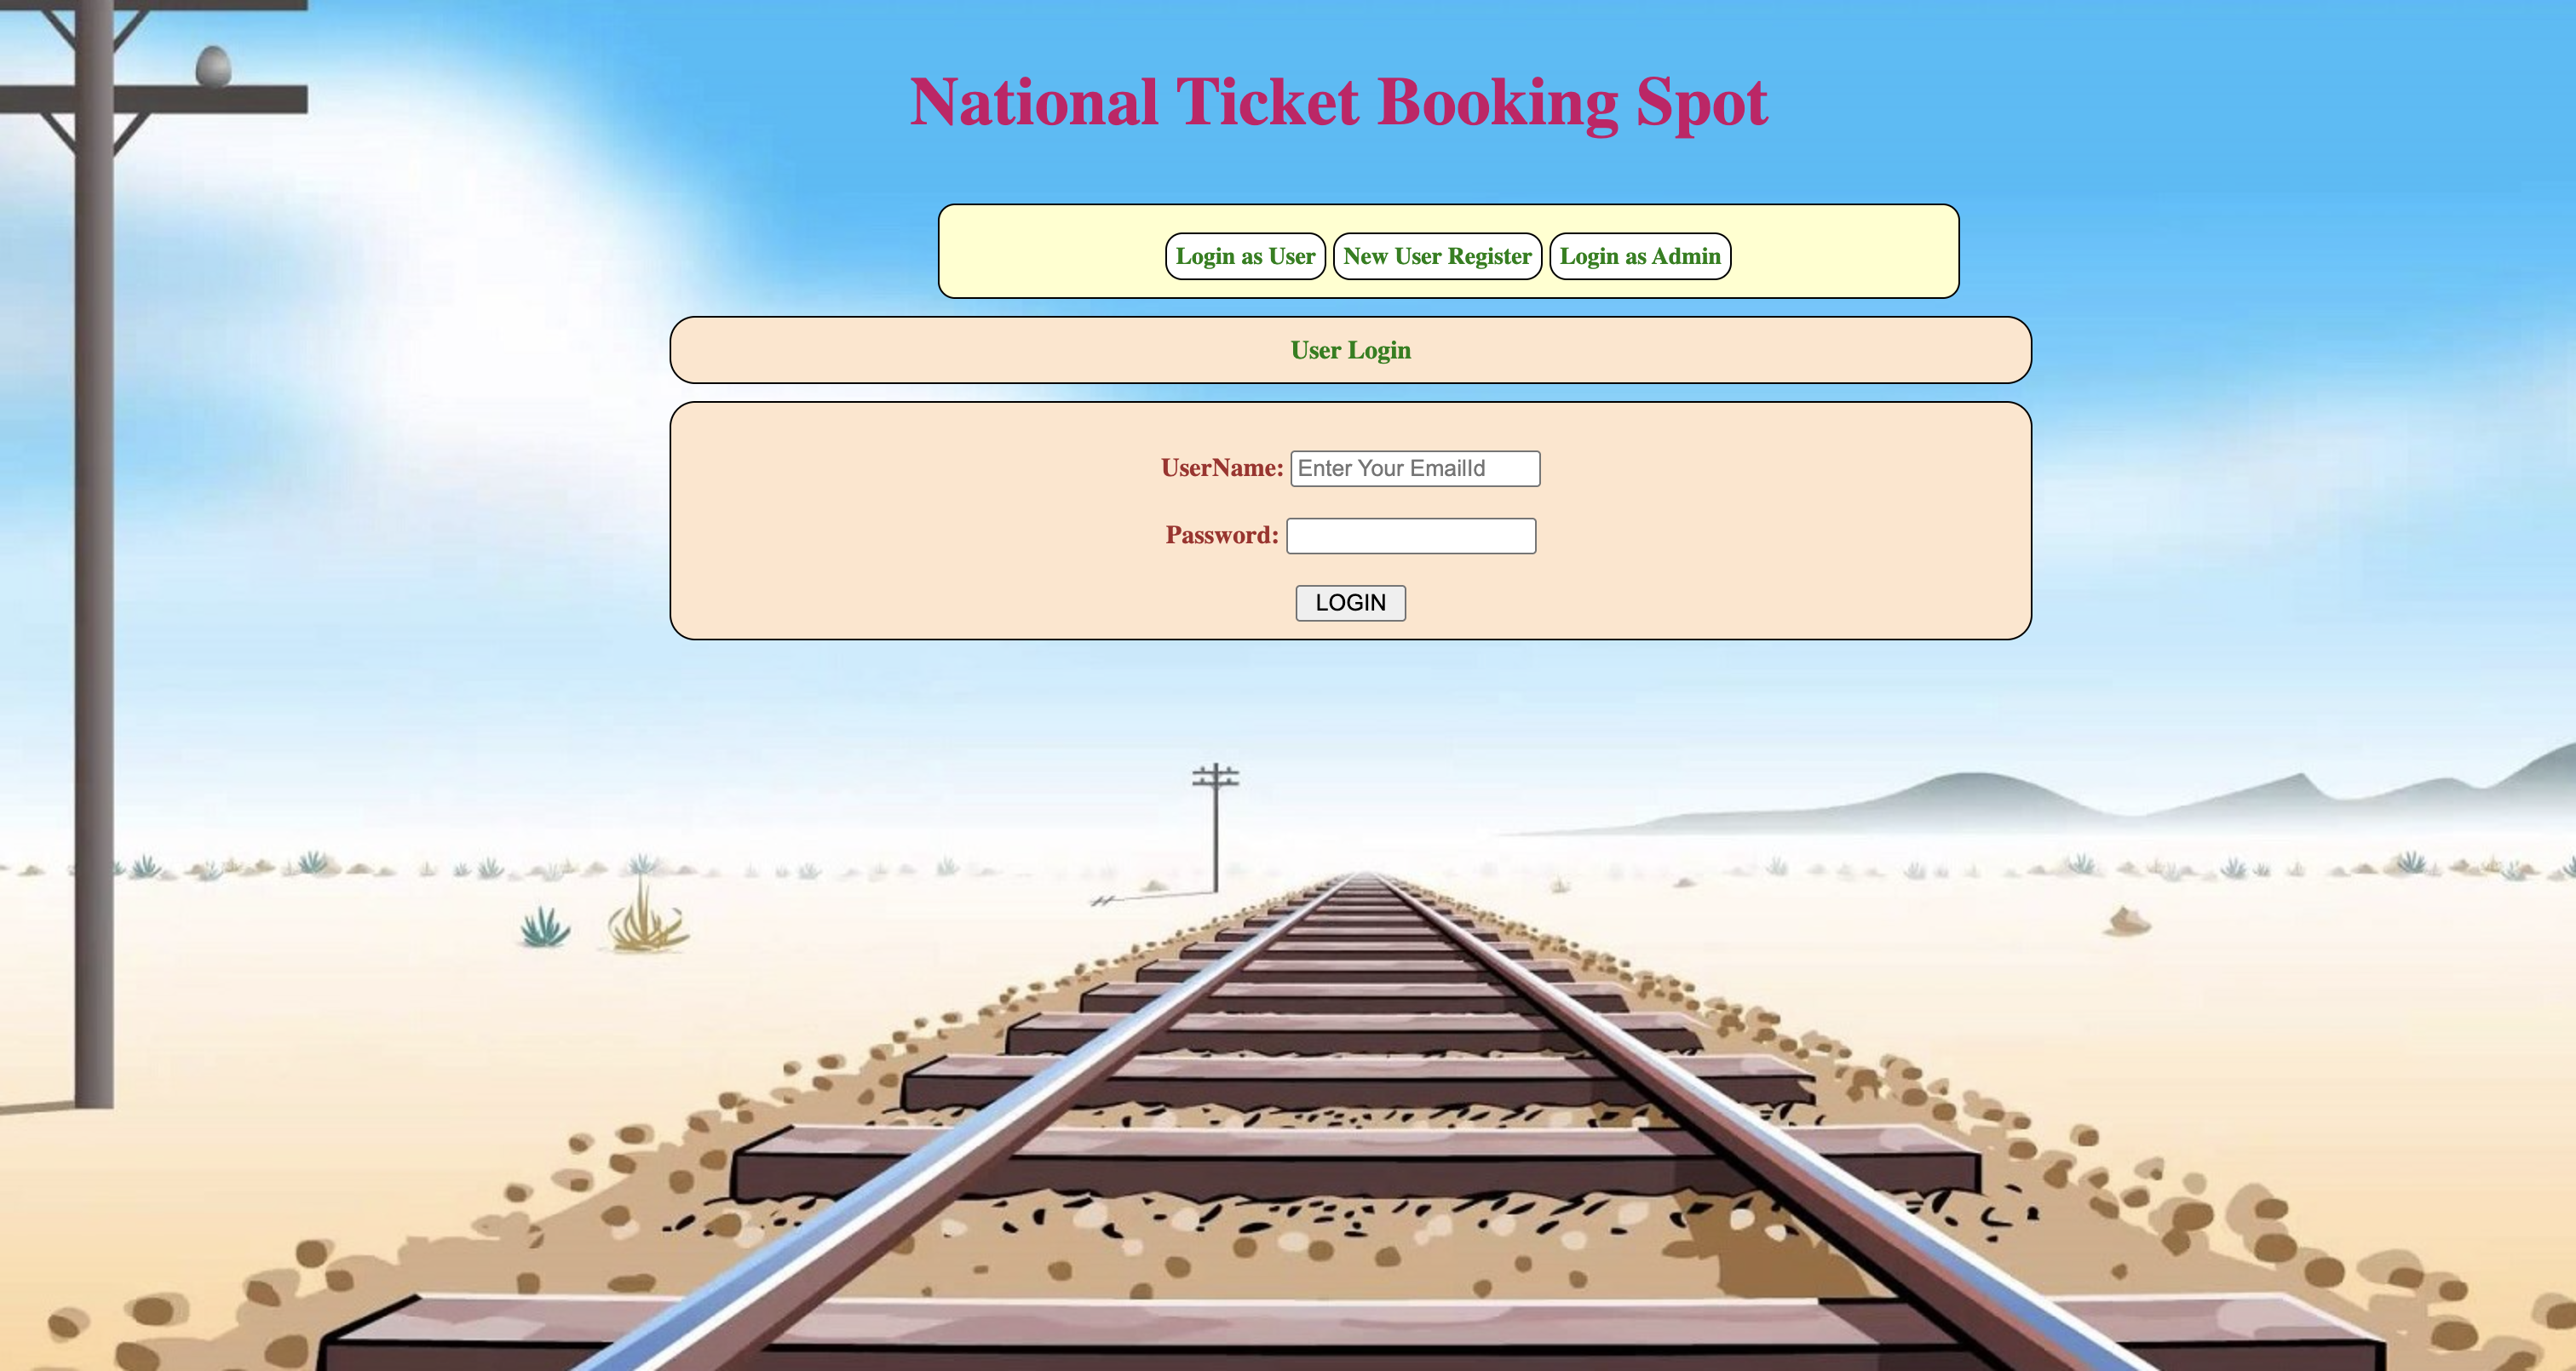 National Ticket Booking Spot
Login as User New User Register Login as Admin
User Login
UserName: Enter Your EmailId
Password:
LOGIN